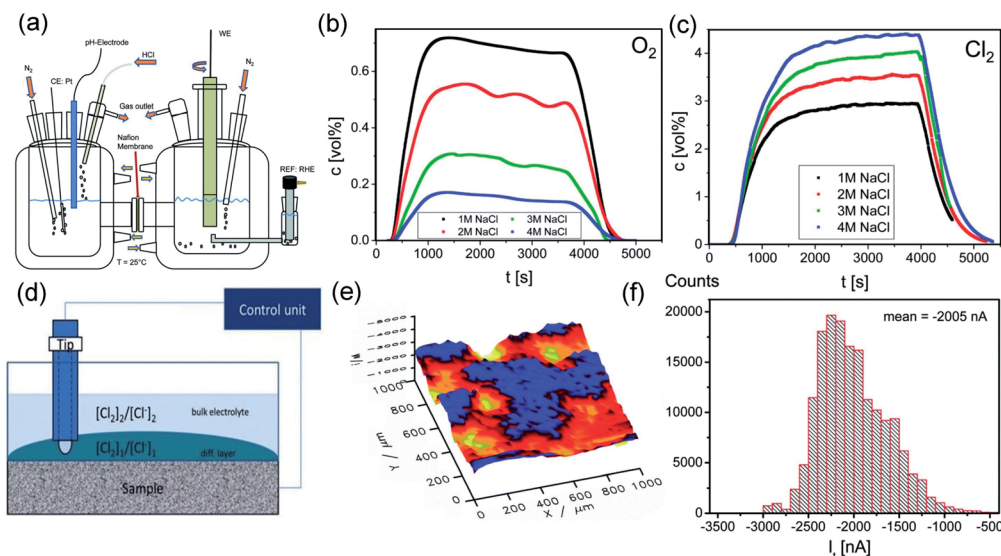 (a)
pH-Electrode
WE
N2
CE: Pt
HCl
N2
Gas outlet
Nafion
Membrane
REF: RHE
T = 25°C
(b)
O2
c [vol%]
0.6
0.4
0.2
0.0
1M NaCl 3M NaCl
2M NaCl 4M NaCl
0 1000 2000 3000 4000 5000
t [s]
(c)
Cl2
c [vol%]
4
3
2
1
0
1M NaCl
2M NaCl
3M NaCl
4M NaCl
0 1000 2000 3000 4000 5000
t [s]
(d)
Control unit
Tip
[Cl2]2/[Cl-]2
bulk electrolyte
[Cl2]1/[Cl-]1
diff. layer
Sample
(e)
1000
800
600
400
200
0
Y / µm
0 200 400 600 800 1000
X / µm
(f)
Counts
mean = -2005 nA
20000
15000
10000
5000
0
-3500 -3000 -2500 -2000 -1500 -1000 -500
[nA]